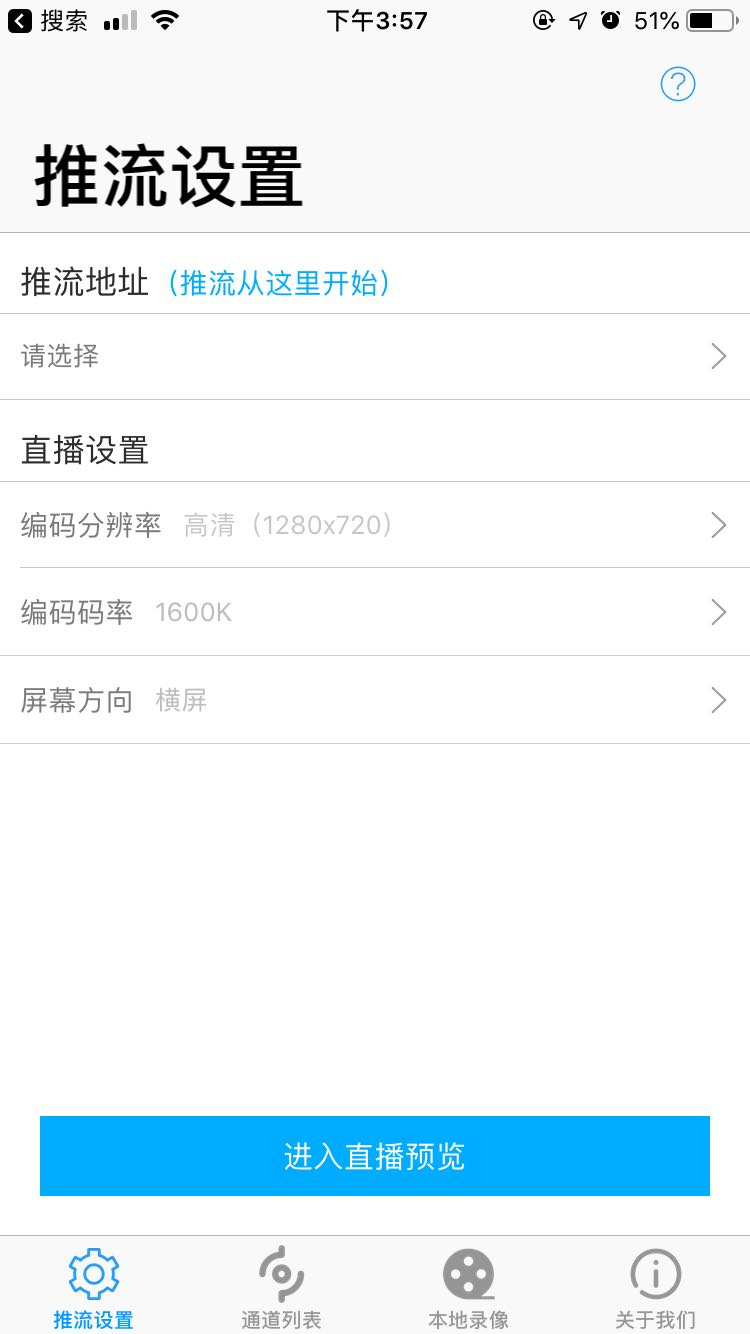 搜索 下午3:57 51%
?
推流设置
推流地址（推流从这里开始）
请选择
直播设置
编码分辨率 高清（1280x720）
编码码率 1600K
屏幕方向 横屏
进入直播预览
推流设置 通道列表 本地录像 关于我们